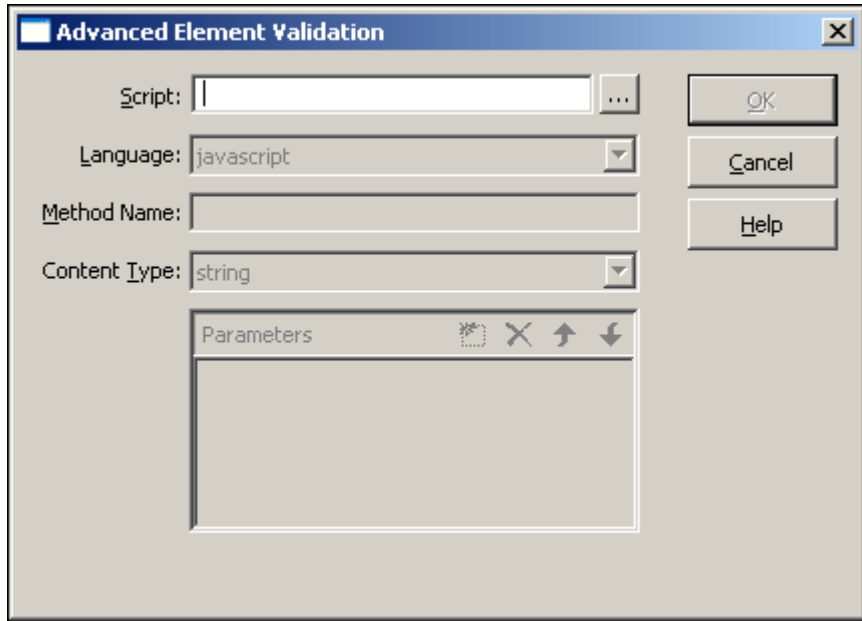 Advanced Element Validation
Script: ...
OK
Language: javascript
Cancel
Method Name:
Help
Content Type: string
Parameters